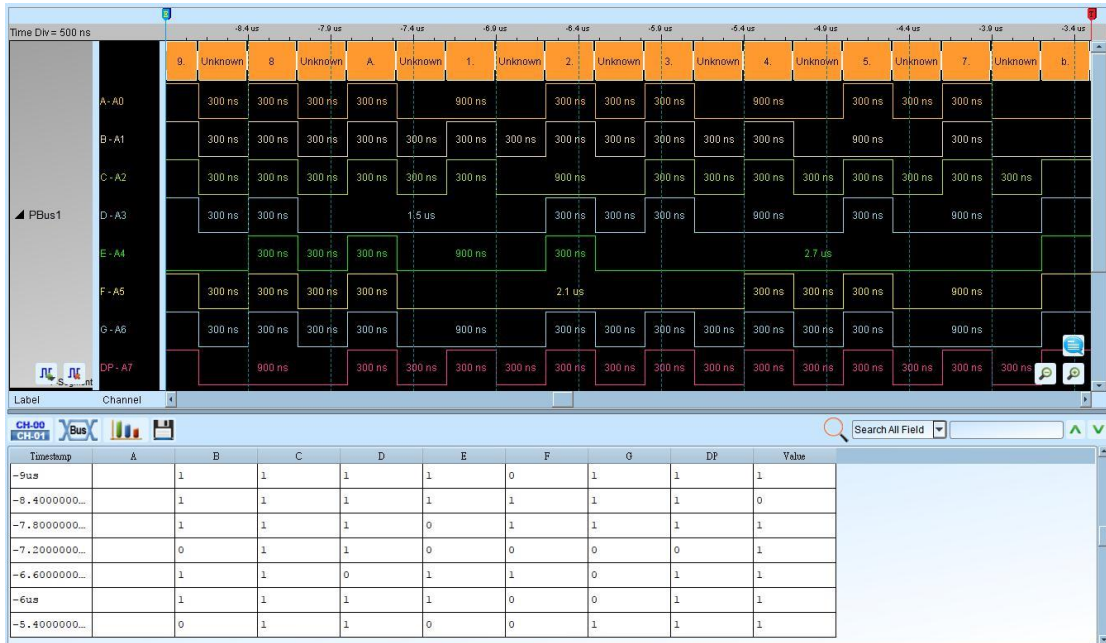 Time Div = 500 ns -8.4 us -7.9 us -7.4 us -6.9 us -6.4 us -5.9 us -5.4 us -4.9 us -4.4 us -3.9 us -3.4 us
9. Unknown 8 Unknown A. Unknown 1. Unknown 2. Unknown 3. Unknown 4. Unknown 5. Unknown 7. Unknown b.
A - A0 300 ns 300 ns 300 ns 300 ns 900 ns 300 ns 300 ns 300 ns 900 ns 300 ns 300 ns 300 ns
B - A1 300 ns 300 ns 300 ns 300 ns 300 ns 300 ns 300 ns 300 ns 300 ns 300 ns 300 ns 300 ns 900 ns 300 ns
C - A2 300 ns 300 ns 300 ns 300 ns 300 ns 300 ns 900 ns 300 ns 300 ns 300 ns 300 ns 300 ns 300 ns 300 ns 300 ns
PBus1 D - A3 300 ns 300 ns 1.5 us 300 ns 300 ns 300 ns 900 ns 300 ns 900 ns
E - A4 300 ns 300 ns 300 ns 900 ns 300 ns 2.7 us
F - A5 300 ns 300 ns 300 ns 300 ns 2.1 us 300 ns 300 ns 300 ns 900 ns
G - A6 300 ns 300 ns 300 ns 300 ns 900 ns 300 ns 300 ns 300 ns 300 ns 300 ns 300 ns 300 ns 900 ns
DP - A7 900 ns 300 ns 300 ns 300 ns 300 ns 300 ns 300 ns 300 ns 300 ns 300 ns 300 ns 300 ns 300 ns 300 ns 300 ns
Label Channel
CH-00 CH-01 Bus Search All Field
Timestamp A B C D E F G DP Value
-9us 1 1 1 1 0 1 1 1
-8.4000000... 1 1 1 1 1 1 1 0
-7.8000000... 1 1 1 0 1 1 1 1
-7.2000000... 0 1 1 0 0 0 0 1
-6.6000000... 1 1 0 1 1 0 1 1
-6us 1 1 1 1 0 0 1 1
-5.4000000... 0 1 1 0 0 1 1 1